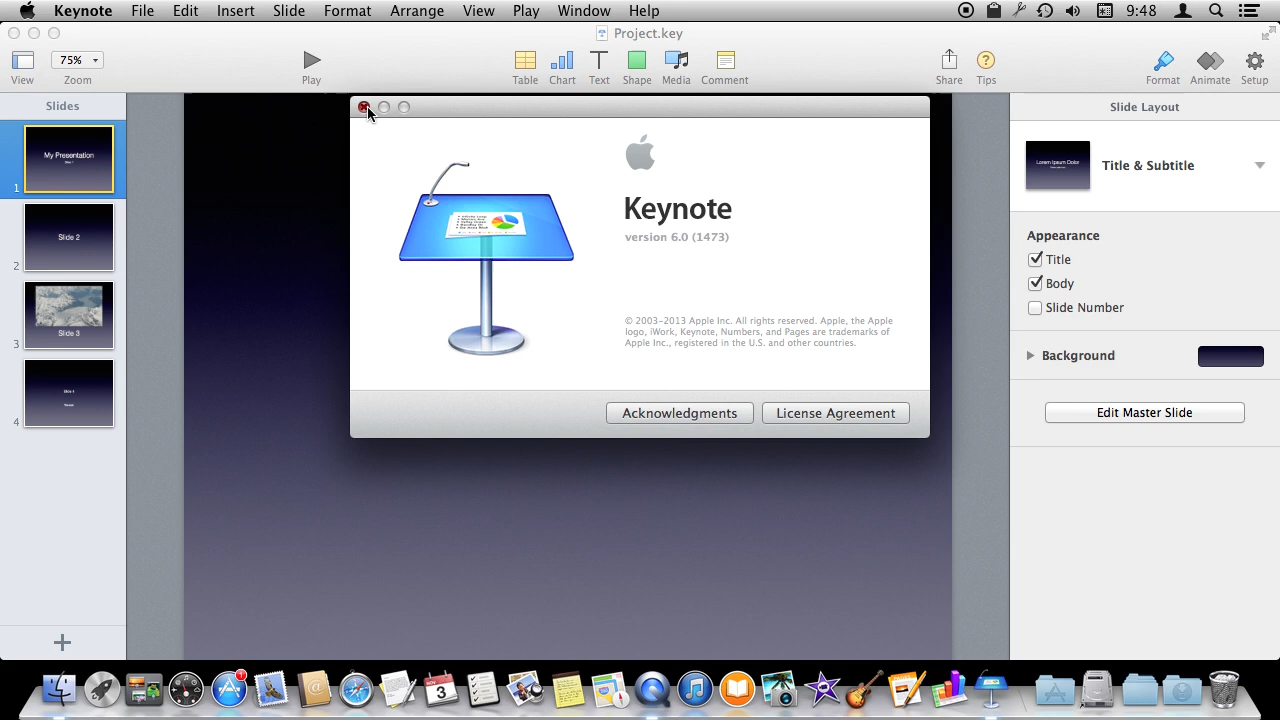 Keynote File Edit Insert Slide Format Arrange View Play Window Help 9:48
Project.key
75%
View Zoom Play Table Chart Text Shape Media Comment Share Tips Format Animate Setup
Slides
Slide Layout
My Presentation
1
Title & Subtitle
Slide 2
2
Slide 3
3
Slide 4
4
Keynote
version 6.0 (1473)
© 2003-2013 Apple Inc. All rights reserved. Apple, the Apple
logo, iWork, Keynote, Numbers, and Pages are trademarks of
Apple Inc., registered in the U.S. and other countries.
Acknowledgments License Agreement
Appearance
Title
Body
Slide Number
Background
Edit Master Slide
1
3